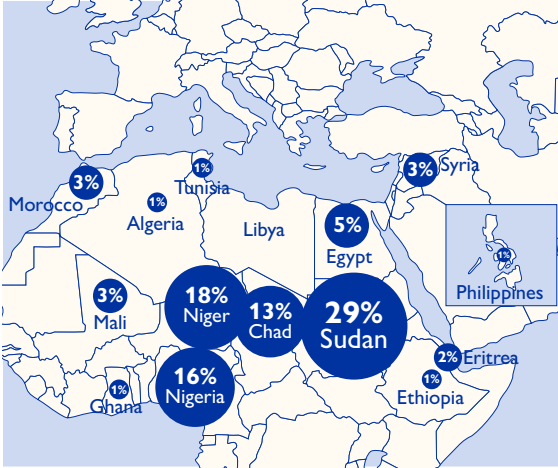 1%
Tunisia
3%
Morocco
3%
Syria
1%
Algeria
Libya
5%
Egypt
1%
Philippines
3%
Mali
18%
Niger
13%
Chad
29%
Sudan
16%
Nigeria
2% Eritrea
1%
Ethiopia
1%
Ghana